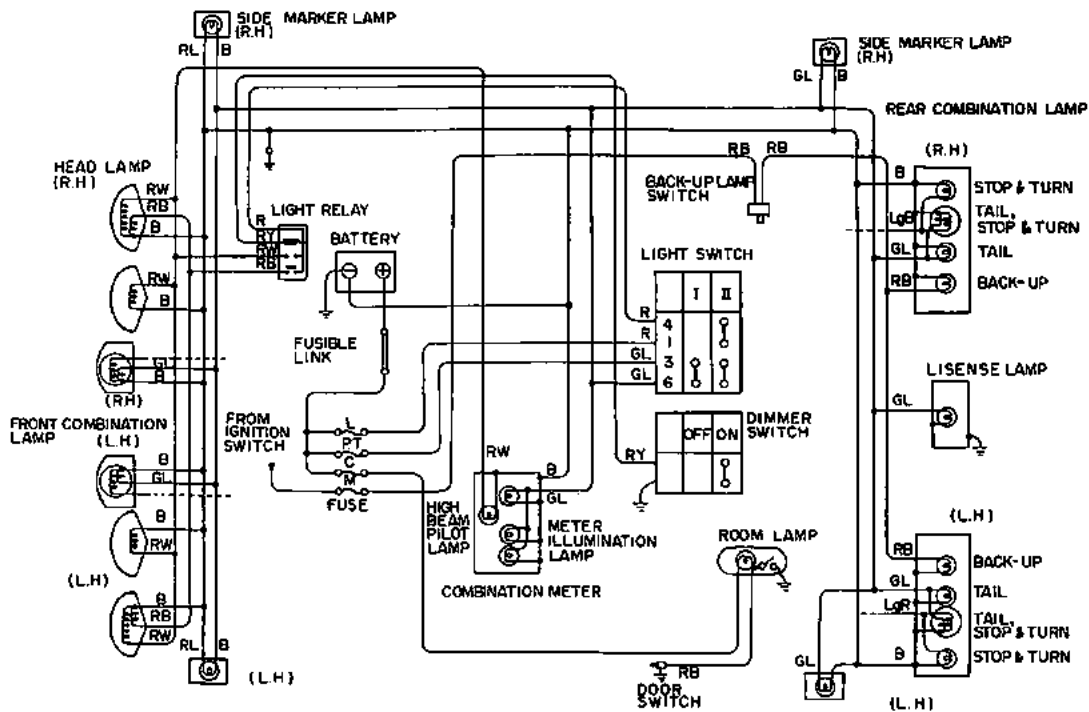 SIDE MARKER LAMP
(R.H)
RL B
SIDE MARKER LAMP
(R.H)
GL B
REAR COMBINATION LAMP
(R.H)
HEAD LAMP
(R.H)
RW
RB
B
RW
B
GL
B
(RH)
FRONT COMBINATION
LAMP
(L.H)
B
GL
B
RW
(L.H)
B
RB
RW
RL B
(L.H)
LIGHT RELAY
R
RY
RW
RB
BATTERY
FUSIBLE
LINK
FROM
IGNITION
SWITCH
L
PT
C
M
FUSE
RW
B
GL
HIGH
BEAM
PILOT
LAMP
METER
ILLUMINATION
LAMP
COMBINATION METER
RB RB
BACK-UP LAMP
SWITCH
LIGHT SWITCH
I II
R 4
R 1
GL 3
GL 6
DIMMER
SWITCH
OFF ON
RY
ROOM LAMP
RB
DOOR
SWITCH
B
STOP & TURN
LgB
TAIL,
STOP & TURN
GL
TAIL
RB
BACK-UP
LISENSE LAMP
GL
(L.H)
RB
BACK-UP
GL
TAIL
LgR
TAIL,
STOP & TURN
B
STOP & TURN
GL B
(L.H)